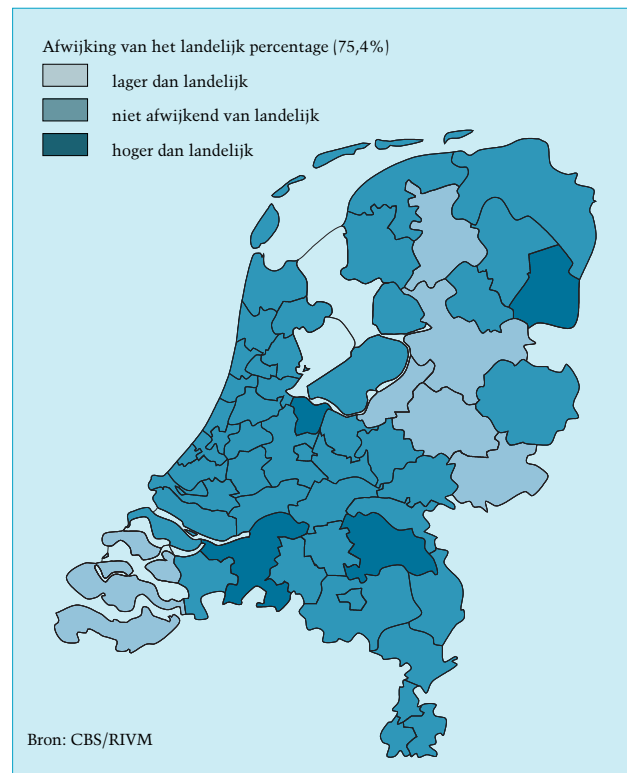 Afwijking van het landelijk percentage (75,4%)
lager dan landelijk
niet afwijkend van landelijk
hoger dan landelijk
Bron: CBS/RIVM